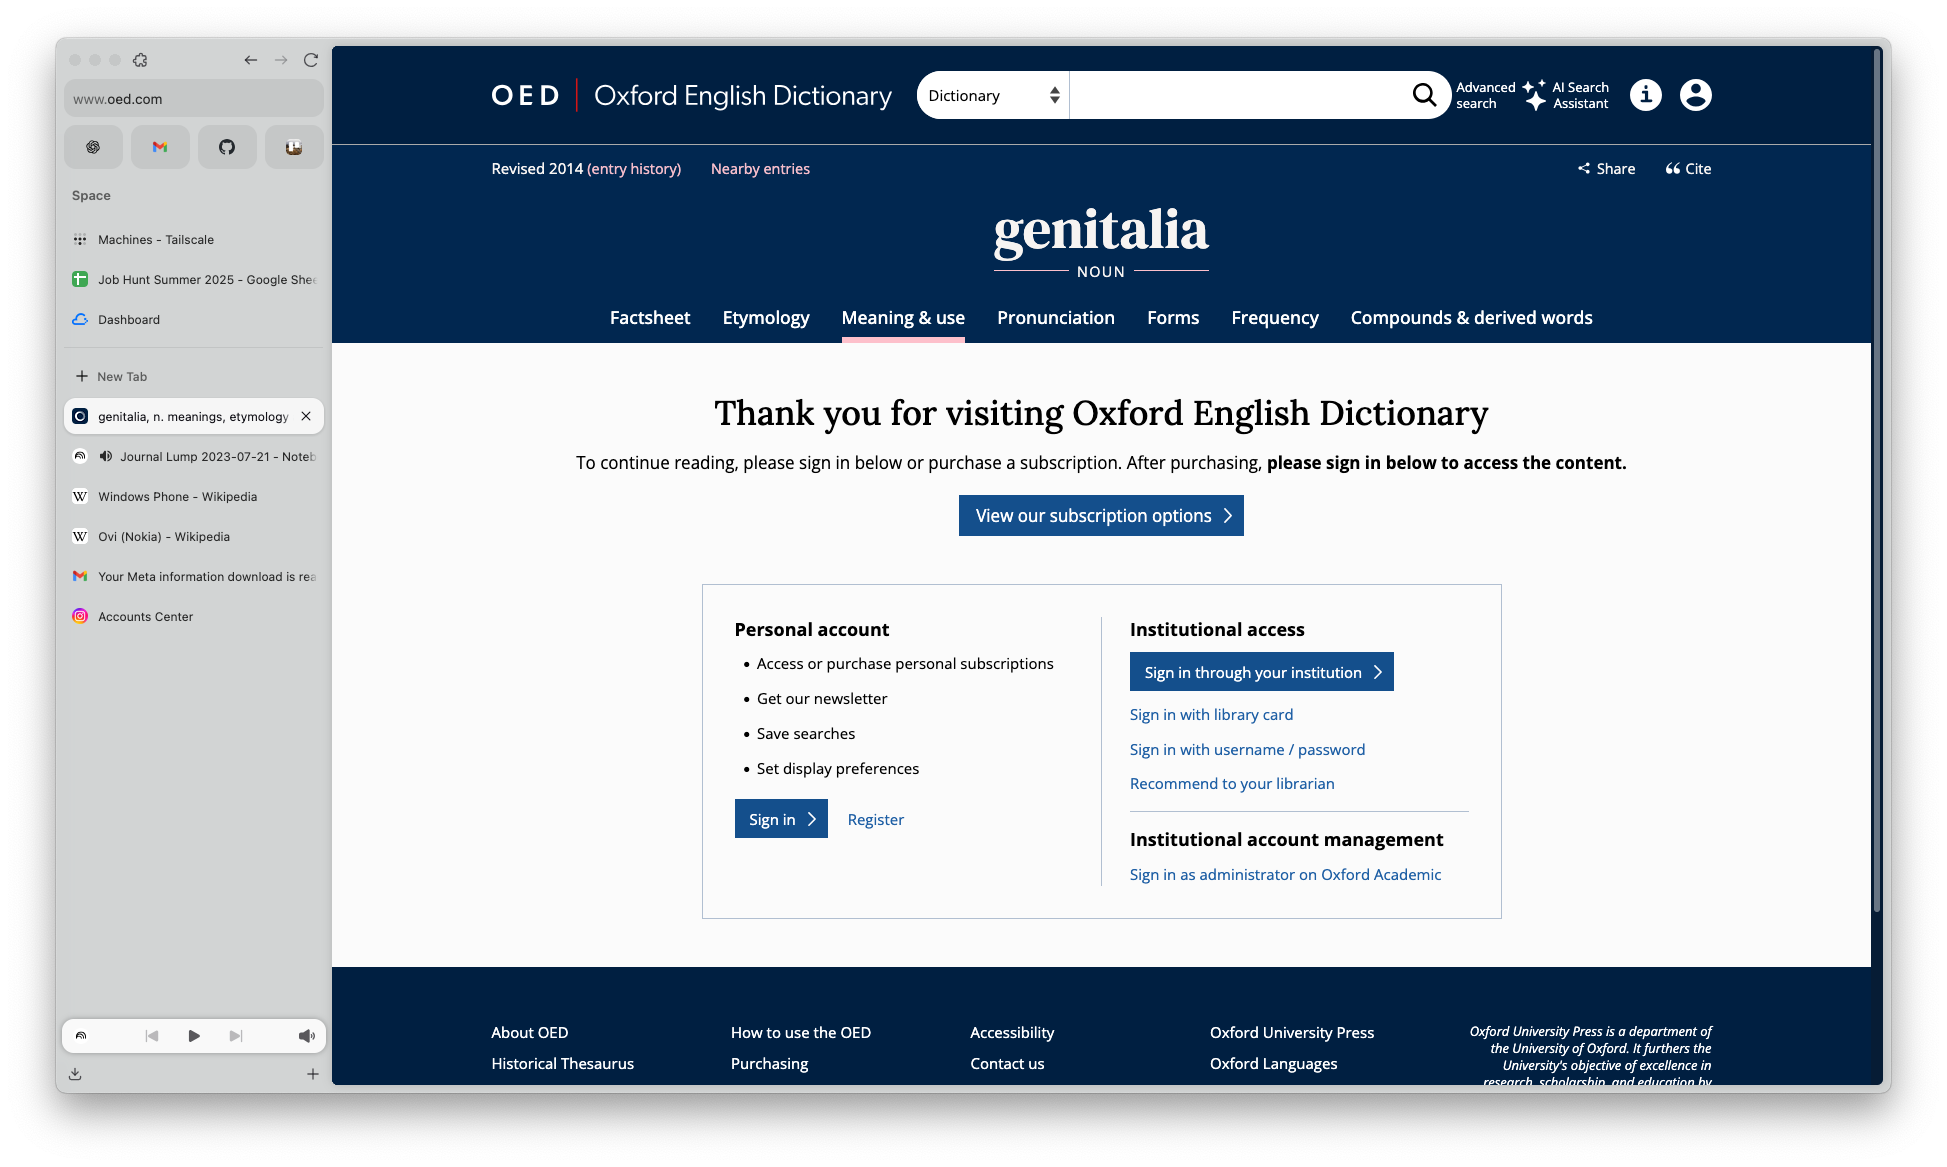 www.oed.com
Space
Machines - Tailscale
Job Hunt Summer 2025 - Google Shee
Dashboard
New Tab
genitalia, n. meanings, etymology
Journal Lump 2023-07-21 - Noteb
Windows Phone - Wikipedia
Ovi (Nokia) - Wikipedia
Your Meta information download is rea
Accounts Center
OED | Oxford English Dictionary
Dictionary
Advanced search
AI Search Assistant
Revised 2014 (entry history) Nearby entries
Share Cite
genitalia
NOUN
Factsheet Etymology Meaning & use Pronunciation Forms Frequency Compounds & derived words
Thank you for visiting Oxford English Dictionary
To continue reading, please sign in below or purchase a subscription. After purchasing, please sign in below to access the content.
View our subscription options
Personal account
• Access or purchase personal subscriptions
• Get our newsletter
• Save searches
• Set display preferences
Sign in Register
Institutional access
Sign in through your institution
Sign in with library card
Sign in with username / password
Recommend to your librarian
Institutional account management
Sign in as administrator on Oxford Academic
About OED
Historical Thesaurus
How to use the OED
Purchasing
Accessibility
Contact us
Oxford University Press
Oxford Languages
Oxford University Press is a department of
the University of Oxford. It furthers the
University's objective of excellence in
research, scholarship, and education by